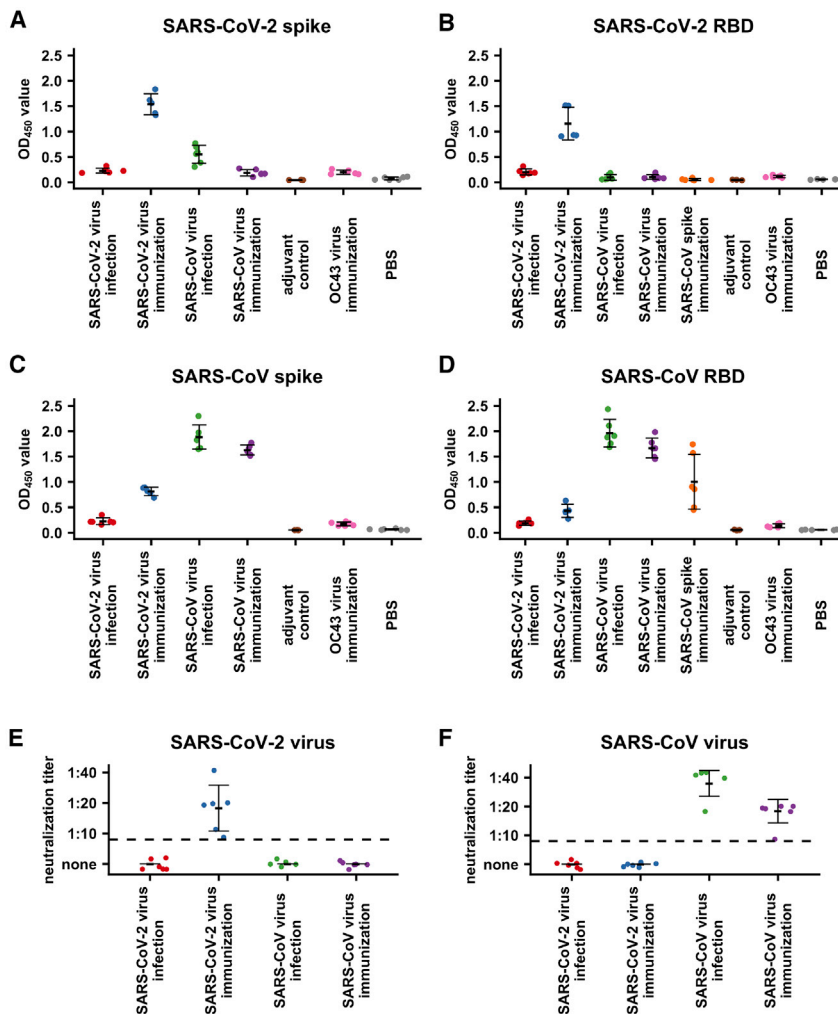 A
SARS-CoV-2 spike
OD450 value
2.5
2.0
1.5
1.0
0.5
0.0
SARS-CoV-2 virus
infection
SARS-CoV-2 virus
immunization
SARS-CoV virus
infection
SARS-CoV virus
immunization
adjuvant
control
OC43 virus
immunization
PBS
B
SARS-CoV-2 RBD
OD450 value
2.5
2.0
1.5
1.0
0.5
0.0
SARS-CoV-2 virus
infection
SARS-CoV-2 virus
immunization
SARS-CoV virus
infection
SARS-CoV virus
immunization
SARS-CoV spike
immunization
adjuvant
control
OC43 virus
immunization
PBS
C
SARS-CoV spike
OD450 value
2.5
2.0
1.5
1.0
0.5
0.0
SARS-CoV-2 virus
infection
SARS-CoV-2 virus
immunization
SARS-CoV virus
infection
SARS-CoV virus
immunization
adjuvant
control
OC43 virus
immunization
PBS
D
SARS-CoV RBD
OD450 value
2.5
2.0
1.5
1.0
0.5
0.0
SARS-CoV-2 virus
infection
SARS-CoV-2 virus
immunization
SARS-CoV virus
infection
SARS-CoV virus
immunization
SARS-CoV spike
immunization
adjuvant
control
OC43 virus
immunization
PBS
E
SARS-CoV-2 virus
neutralization titer
1:40
1:20
1:10
none
SARS-CoV-2 virus
infection
SARS-CoV-2 virus
immunization
SARS-CoV virus
infection
SARS-CoV virus
immunization
F
SARS-CoV virus
neutralization titer
1:40
1:20
1:10
none
SARS-CoV-2 virus
infection
SARS-CoV-2 virus
immunization
SARS-CoV virus
infection
SARS-CoV virus
immunization